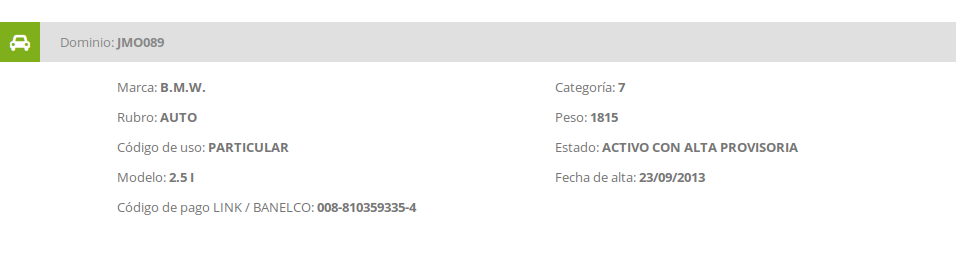 Dominio: JMO089
Marca: B.M.W.
Categoría: 7
Rubro: AUTO
Peso: 1815
Código de uso: PARTICULAR
Estado: ACTIVO CON ALTA PROVISORIA
Modelo: 2.5 I
Fecha de alta: 23/09/2013
Código de pago LINK / BANELCO: 008-810359335-4